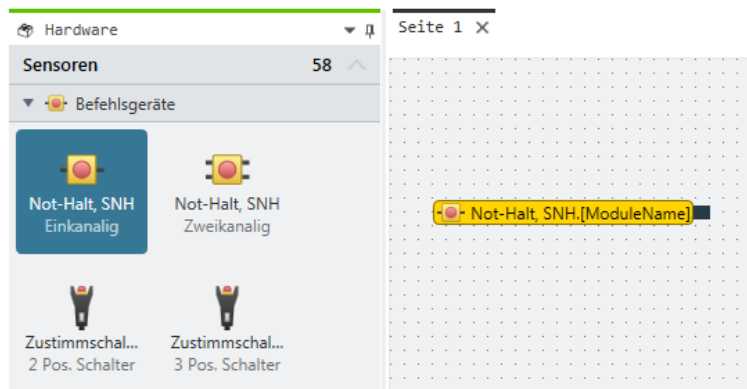 Hardware
Seite 1
Sensoren 58
Befehlsgeräte
Not-Halt, SNH
Einkanalig
Not-Halt, SNH
Zweikanalig
Not-Halt, SNH.[ModuleName]
Zustimmschal...
2 Pos. Schalter
Zustimmschal...
3 Pos. Schalter